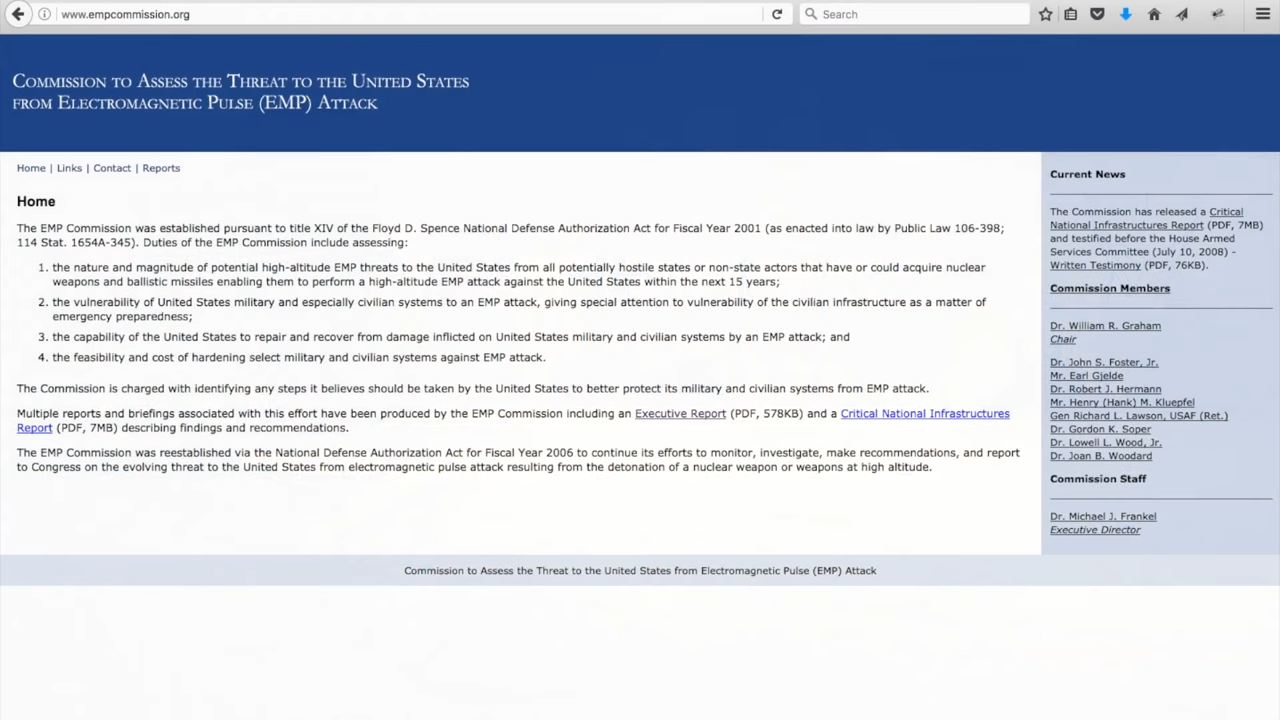 www.empcommission.org
Search
COMMISSION TO ASSESS THE THREAT TO THE UNITED STATES
FROM ELECTROMAGNETIC PULSE (EMP) ATTACK
Home | Links | Contact | Reports
Home
The EMP Commission was established pursuant to title XIV of the Floyd D. Spence National Defense Authorization Act for Fiscal Year 2001 (as enacted into law by Public Law 106-398;
114 Stat. 1654A-345). Duties of the EMP Commission include assessing:
1. the nature and magnitude of potential high-altitude EMP threats to the United States from all potentially hostile states or non-state actors that have or could acquire nuclear
weapons and ballistic missiles enabling them to perform a high-altitude EMP attack against the United States within the next 15 years;
2. the vulnerability of United States military and especially civilian systems to an EMP attack, giving special attention to vulnerability of the civilian infrastructure as a matter of
emergency preparedness;
3. the capability of the United States to repair and recover from damage inflicted on United States military and civilian systems by an EMP attack; and
4. the feasibility and cost of hardening select military and civilian systems against EMP attack.
The Commission is charged with identifying any steps it believes should be taken by the United States to better protect its military and civilian systems from EMP attack.
Multiple reports and briefings associated with this effort have been produced by the EMP Commission including an Executive Report (PDF, 578KB) and a Critical National Infrastructures
Report (PDF, 7MB) describing findings and recommendations.
The EMP Commission was reestablished via the National Defense Authorization Act for Fiscal Year 2006 to continue its efforts to monitor, investigate, make recommendations, and report
to Congress on the evolving threat to the United States from electromagnetic pulse attack resulting from the detonation of a nuclear weapon or weapons at high altitude.
Current News
The Commission has released a Critical
National Infrastructures Report (PDF, 7MB)
and testified before the House Armed
Services Committee (July 10, 2008) -
Written Testimony (PDF, 76KB).
Commission Members
Dr. William R. Graham
Chair
Dr. John S. Foster, Jr.
Mr. Earl Gjelde
Dr. Robert J. Hermann
Mr. Henry (Hank) M. Kluepfel
Gen Richard L. Lawson, USAF (Ret.)
Dr. Gordon K. Soper
Dr. Lowell L. Wood, Jr.
Dr. Joan B. Woodard
Commission Staff
Dr. Michael J. Frankel
Executive Director
Commission to Assess the Threat to the United States from Electromagnetic Pulse (EMP) Attack